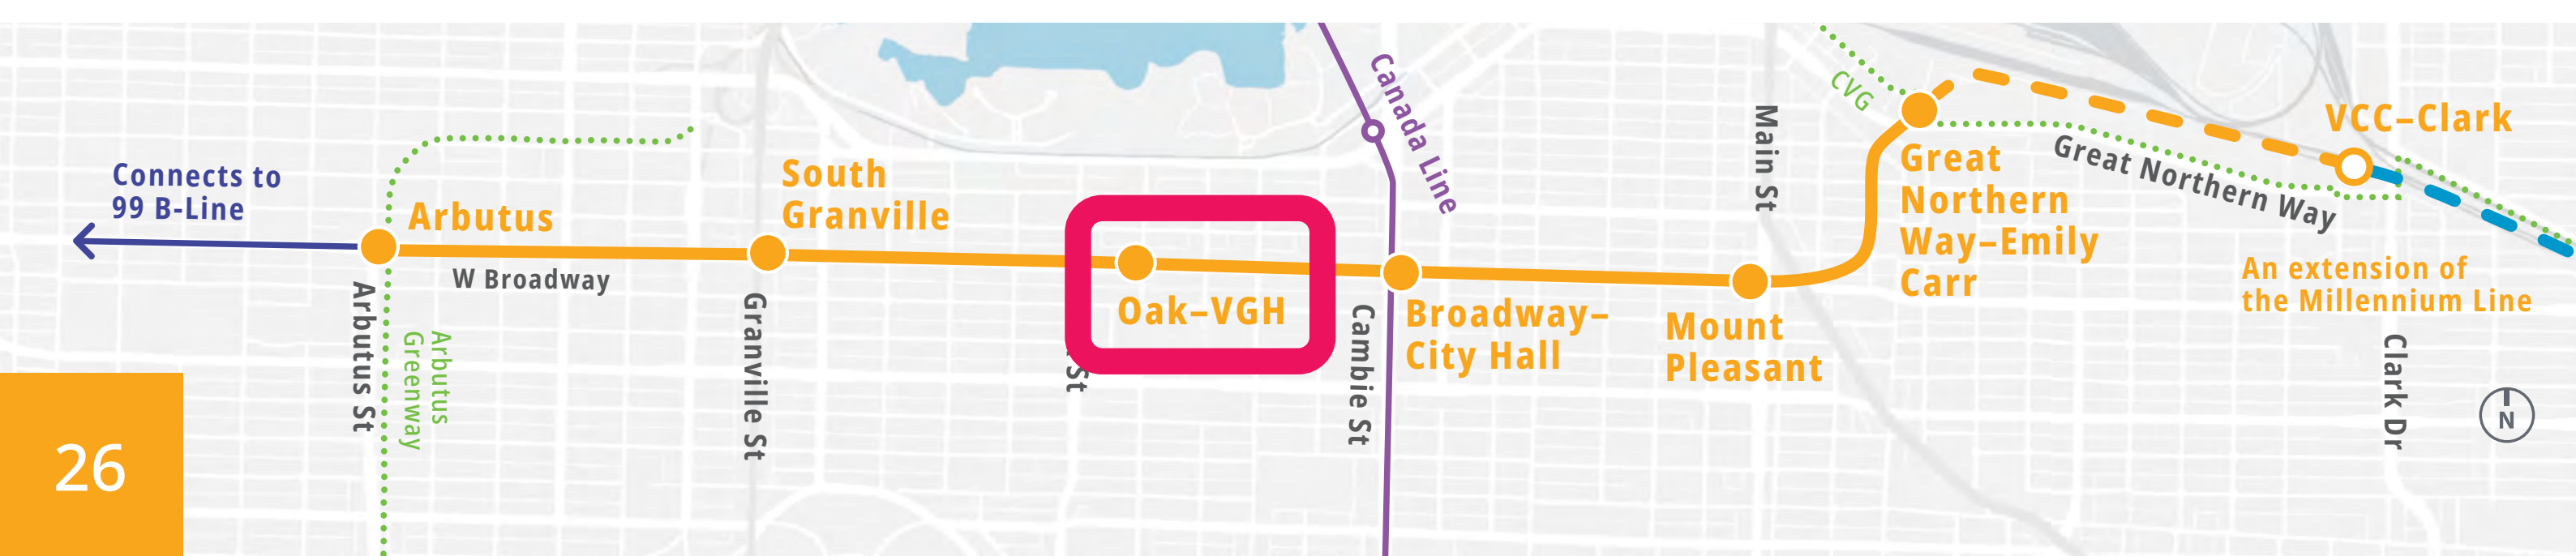 Connects to
99 B-Line
Arbutus
W Broadway
Arbutus St
Arbutus
Greenway
South
Granville
Granville St
Oak–VGH
St
Canada Line
Cambie St
Broadway–
City Hall
Main St
Mount
Pleasant
CVG
Great
Northern
Way–Emily
Carr
Great Northern Way
VCC–Clark
An extension of
the Millennium Line
Clark Dr
N
26